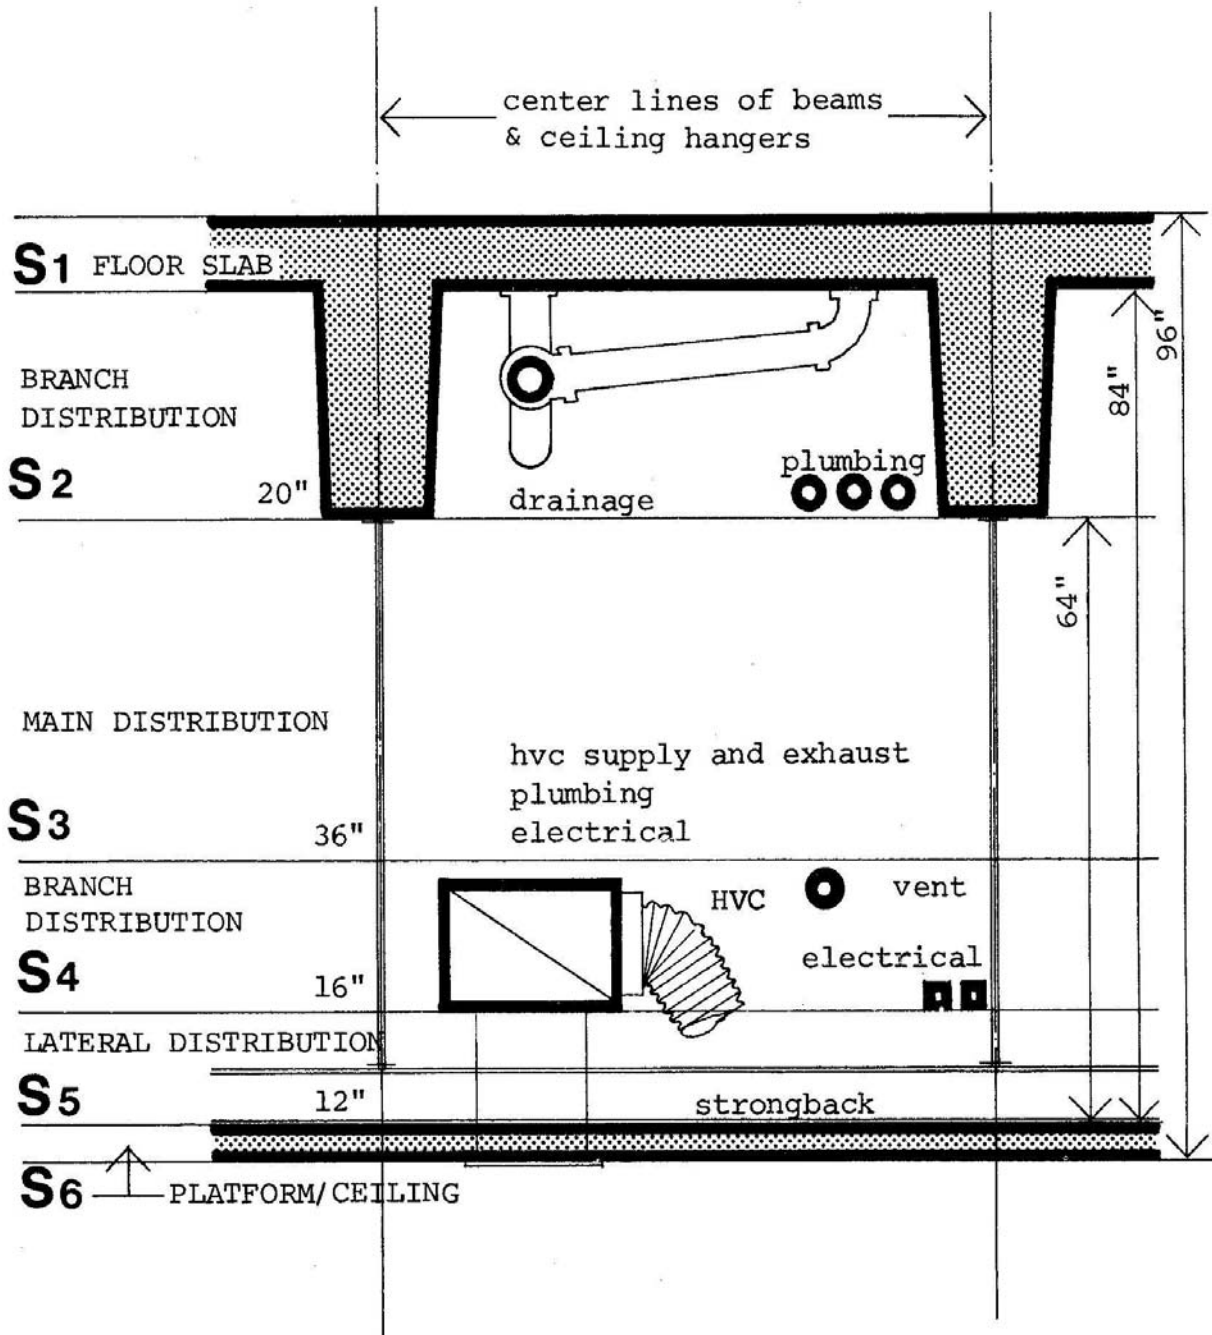 center lines of beams
& ceiling hangers
S1 FLOOR SLAB
96"
84"
BRANCH
DISTRIBUTION
S2 20"
plumbing
drainage
64"
MAIN DISTRIBUTION
hvc supply and exhaust
plumbing
electrical
S3 36"
BRANCH
DISTRIBUTION
HVC
vent
electrical
S4 16"
LATERAL DISTRIBUTION
S5 12"
strongback
S6 PLATFORM/CEILING